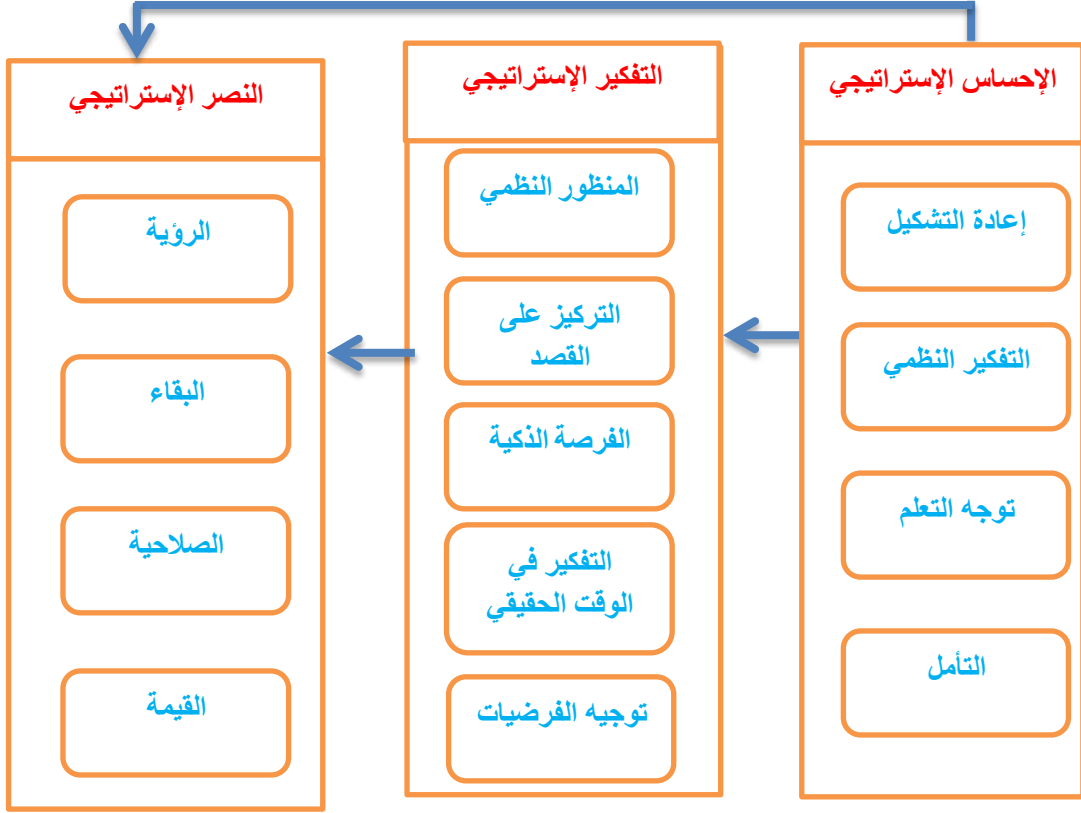 الإحساس الإستراتيجي
إعادة التشكيل
التفكير النظمي
توجه التعلم
التأمل
التفكير الإستراتيجي
المنظور النظمي
التركيز على
القصد
الفرصة الذكية
التفكير في
الوقت الحقيقي
توجيه الفرضيات
النصر الإستراتيجي
الرؤية
البقاء
الصلاحية
القيمة